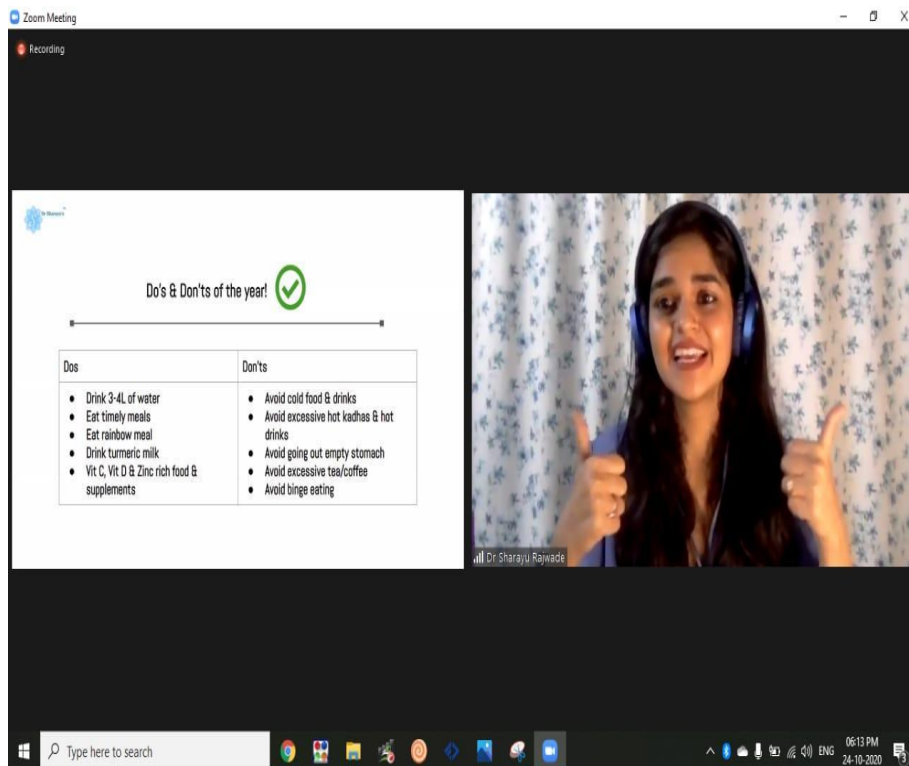 Zoom Meeting
Recording
Dr Sharayu's
Do's & Don'ts of the year!
Dos
Don'ts
Drink 3-4L of water
Eat timely meals
Eat rainbow meal
Drink turmeric milk
Vit C, Vit D & Zinc rich food &
supplements
Avoid cold food & drinks
Avoid excessive hot kadhas & hot
drinks
Avoid going out empty stomach
Avoid excessive tea/coffee
Avoid binge eating
Dr Sharayu Rajwade
Type here to search
ENG
06:13 PM
24-10-2020
3